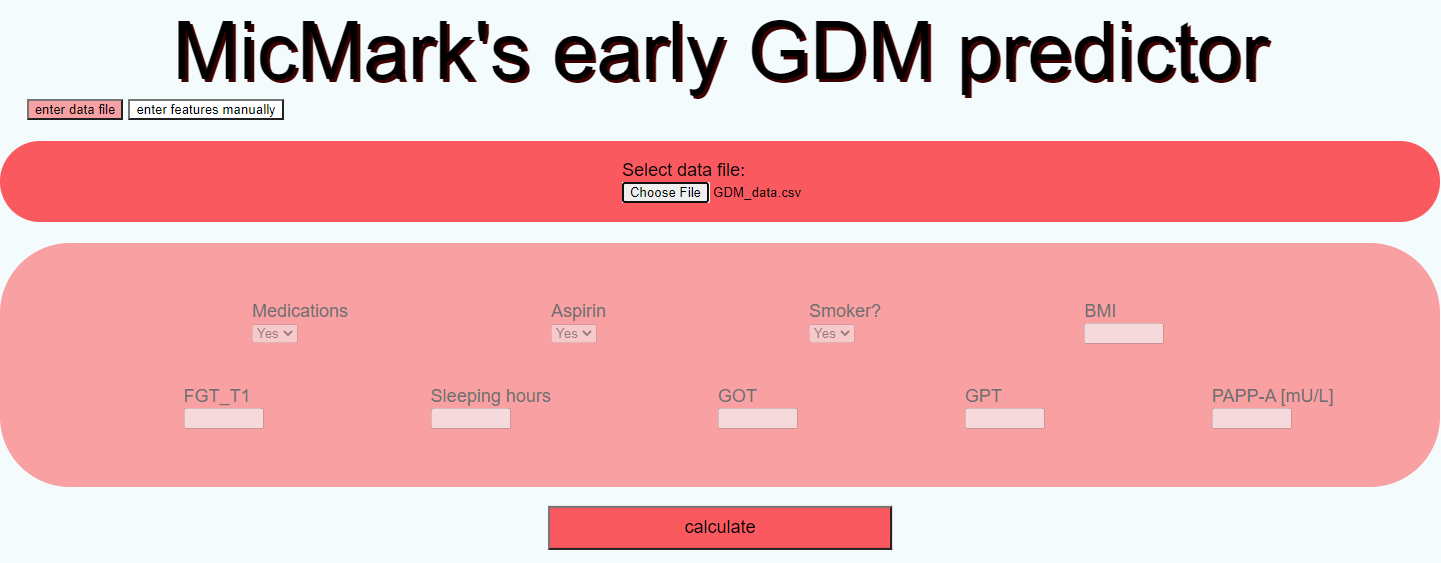 MicMark's early GDM predictor
enter data file enter features manually
Select data file:
Choose File GDM_data.csv
Medications Aspirin Smoker? BMI
Yes Yes Yes
FGT_T1 Sleeping hours GOT GPT PAPP-A [mU/L]
calculate